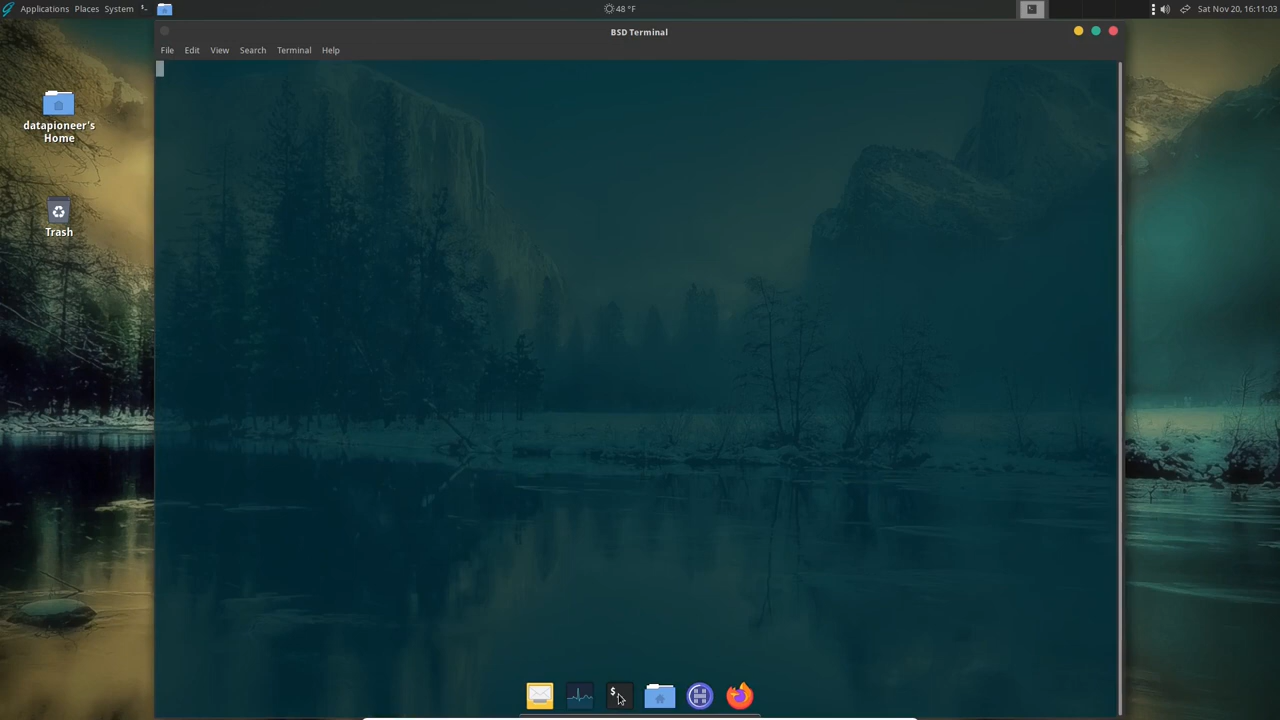 Applications Places System
48 °F
Sat Nov 20, 16:11:03
BSD Terminal
File Edit View Search Terminal Help
datapioneer's
Home
Trash
$